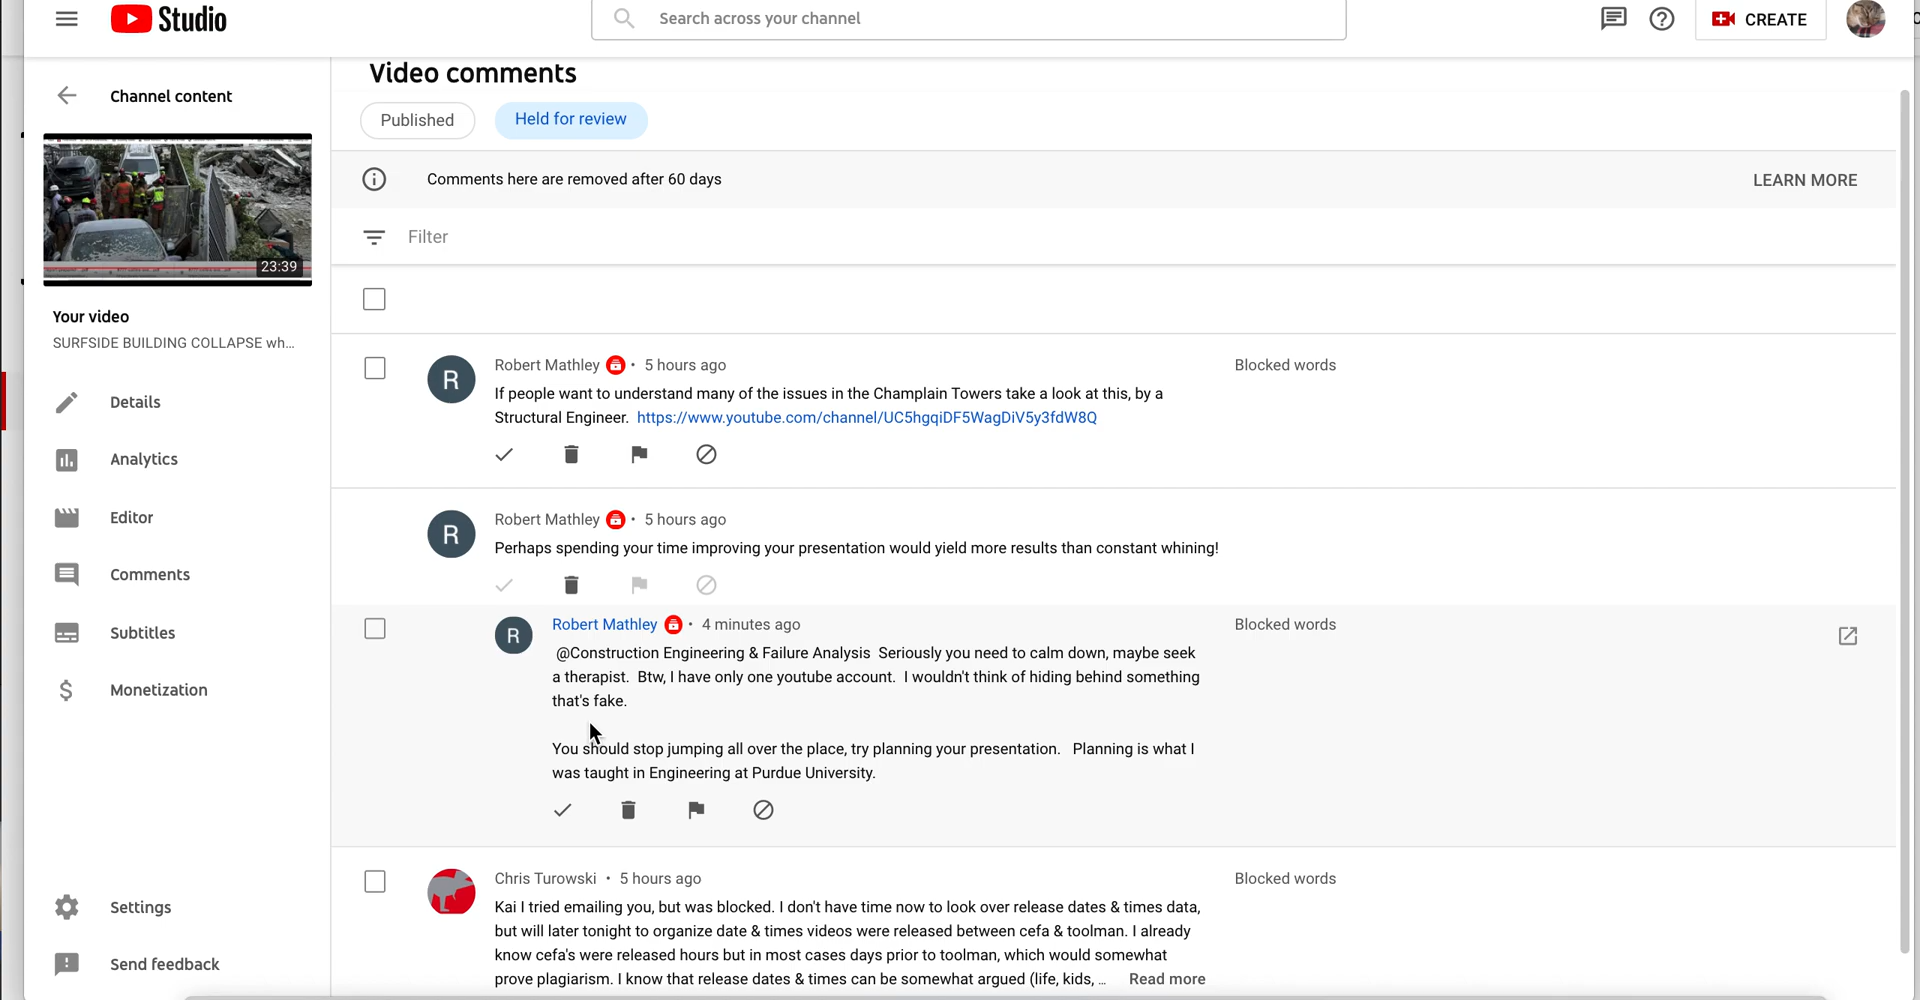 Studio
Search across your channel
CREATE
Channel content
Video comments
Published
Held for review
Comments here are removed after 60 days
LEARN MORE
Filter
23:39
Your video
SURFSIDE BUILDING COLLAPSE wh...
Details
Analytics
Editor
Comments
Subtitles
Monetization
Settings
Send feedback
R
Robert Mathley • 5 hours ago
Blocked words
If people want to understand many of the issues in the Champlain Towers take a look at this, by a
Structural Engineer. https://www.youtube.com/channel/UC5hgqiDF5WagDiV5y3fdW8Q
R
Robert Mathley • 5 hours ago
Perhaps spending your time improving your presentation would yield more results than constant whining!
R
Robert Mathley • 4 minutes ago
Blocked words
@Construction Engineering & Failure Analysis Seriously you need to calm down, maybe seek
a therapist. Btw, I have only one youtube account. I wouldn't think of hiding behind something
that's fake.
You should stop jumping all over the place, try planning your presentation. Planning is what I
was taught in Engineering at Purdue University.
Chris Turowski • 5 hours ago
Blocked words
Kai I tried emailing you, but was blocked. I don't have time now to look over release dates & times data,
but will later tonight to organize date & times videos were released between cefa & toolman. I already
know cefa's were released hours but in most cases days prior to toolman, which would somewhat
prove plagiarism. I know that release dates & times can be somewhat argued (life, kids, ...
Read more